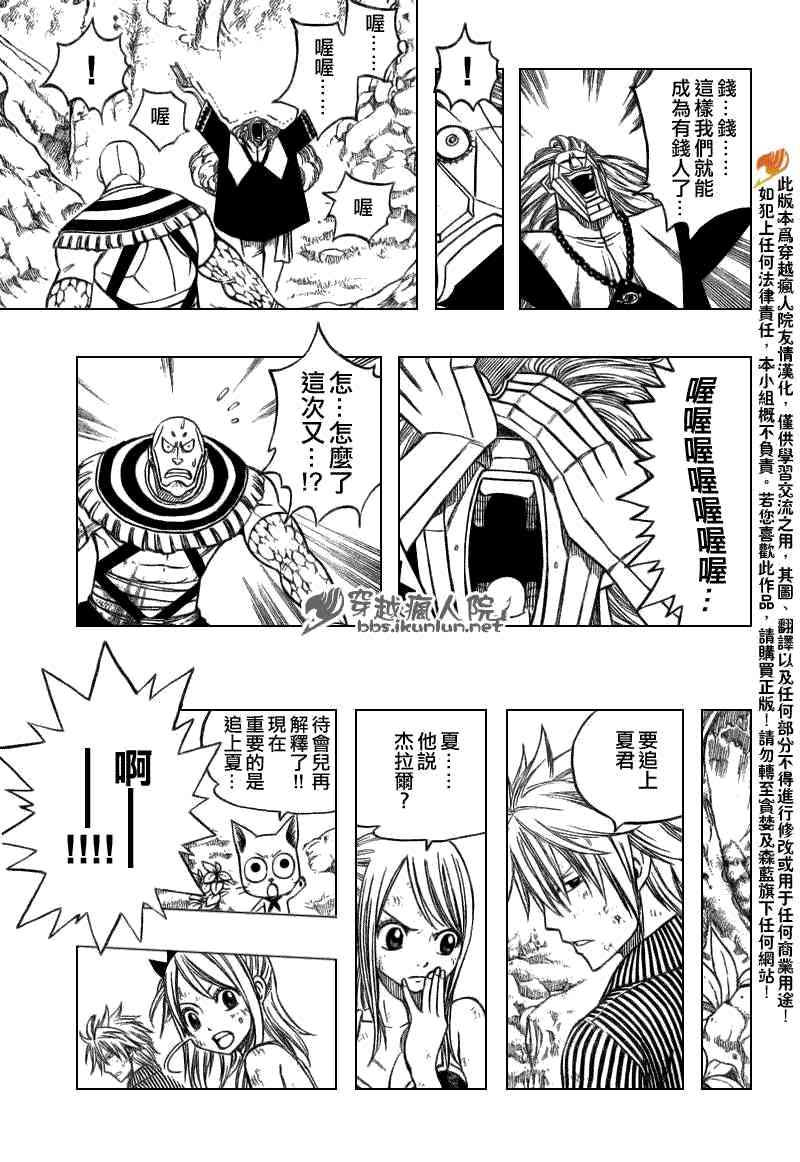 錢…錢……
這樣我們就能
成為有錢人了…
！
喔……
喔喔……
！
喔
喔
喔喔喔喔喔喔喔…
怎…怎麼了
這次又…!?
穿越瘋人院
bbs.ikunlun.net
要追上
夏君
夏……
他説
杰拉爾？
待會兒再
解釋了!!
現在
重要的是
追上夏…
啊——!!!!
此版本爲穿越瘋人院友情漢化，僅供學習交流之用，其圖、翻譯以及任何部分不得進行修改或用于任何商業用途！
如犯上任何法律責任，本小組概不負責。若您喜歡此作品，請購買正版！請勿轉至貪婪及森藍旗下任何網站！